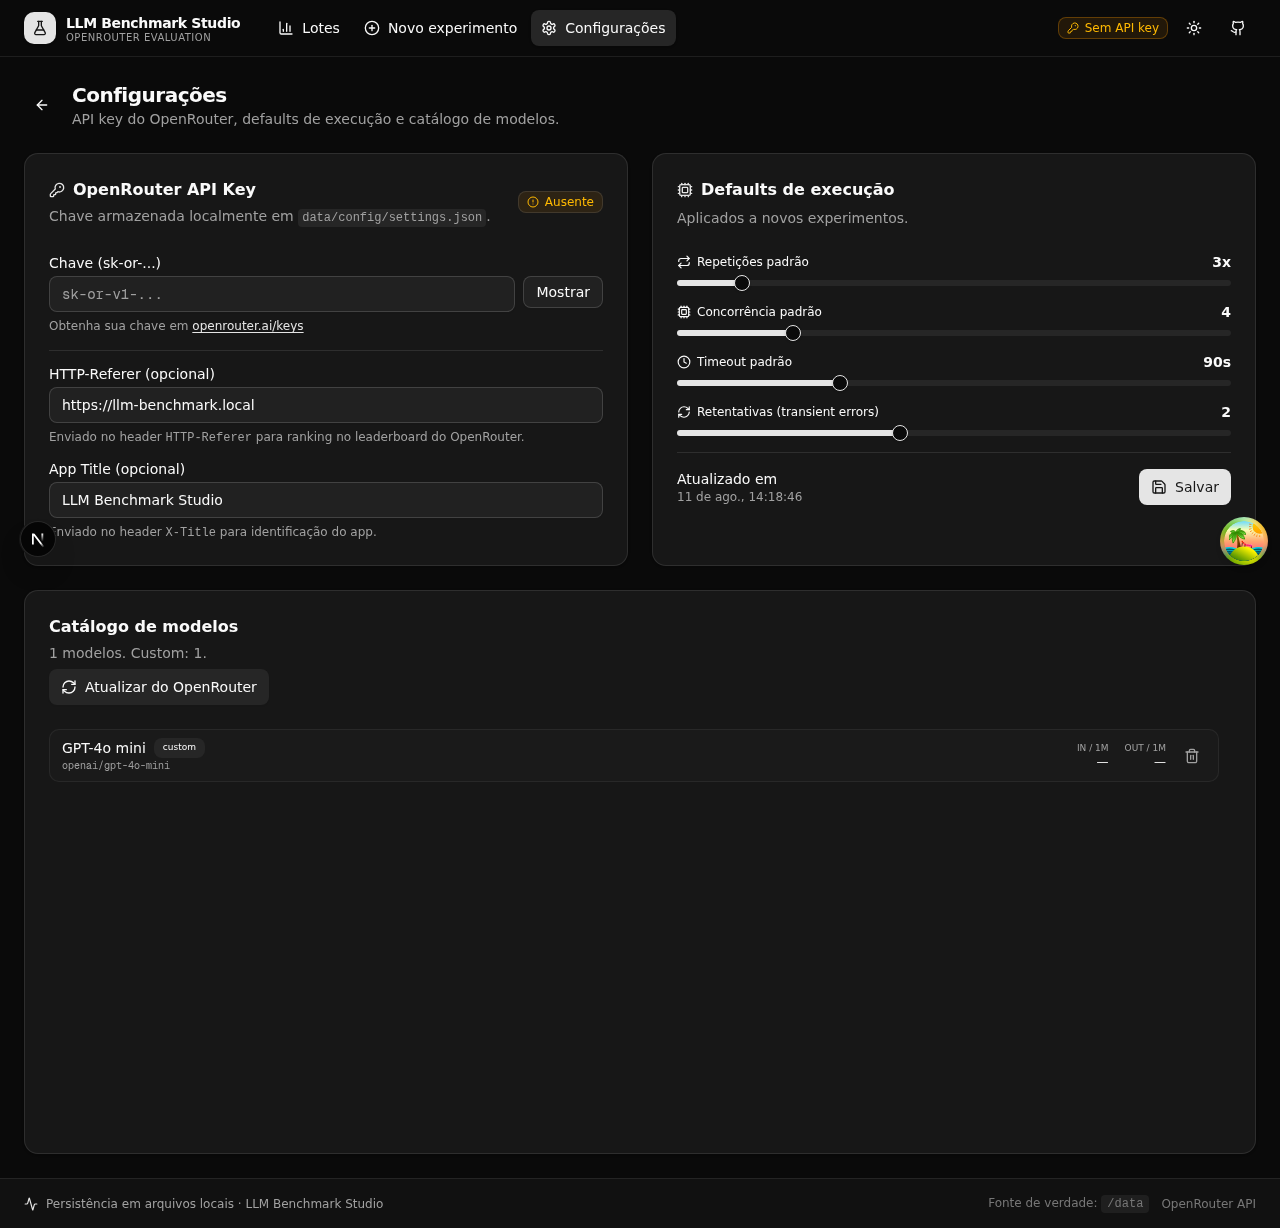 LLM Benchmark Studio
OPENROUTER EVALUATION
Lotes
Novo experimento
Configurações
Sem API key
Configurações
API key do OpenRouter, defaults de execução e catálogo de modelos.
OpenRouter API Key
Chave armazenada localmente em data/config/settings.json.
Ausente
Chave (sk-or-...)
sk-or-v1-...
Mostrar
Obtenha sua chave em openrouter.ai/keys
HTTP-Referer (opcional)
https://llm-benchmark.local
Enviado no header HTTP-Referer para ranking no leaderboard do OpenRouter.
App Title (opcional)
LLM Benchmark Studio
Enviado no header X-Title para identificação do app.
N
Defaults de execução
Aplicados a novos experimentos.
Repetições padrão
3x
Concorrência padrão
4
Timeout padrão
90s
Retentativas (transient errors)
2
Atualizado em
11 de ago., 14:18:46
Salvar
Catálogo de modelos
1 modelos. Custom: 1.
Atualizar do OpenRouter
GPT-4o mini
custom
openai/gpt-4o-mini
IN / 1M
—
OUT / 1M
—
Persistência em arquivos locais · LLM Benchmark Studio
Fonte de verdade: /data
OpenRouter API